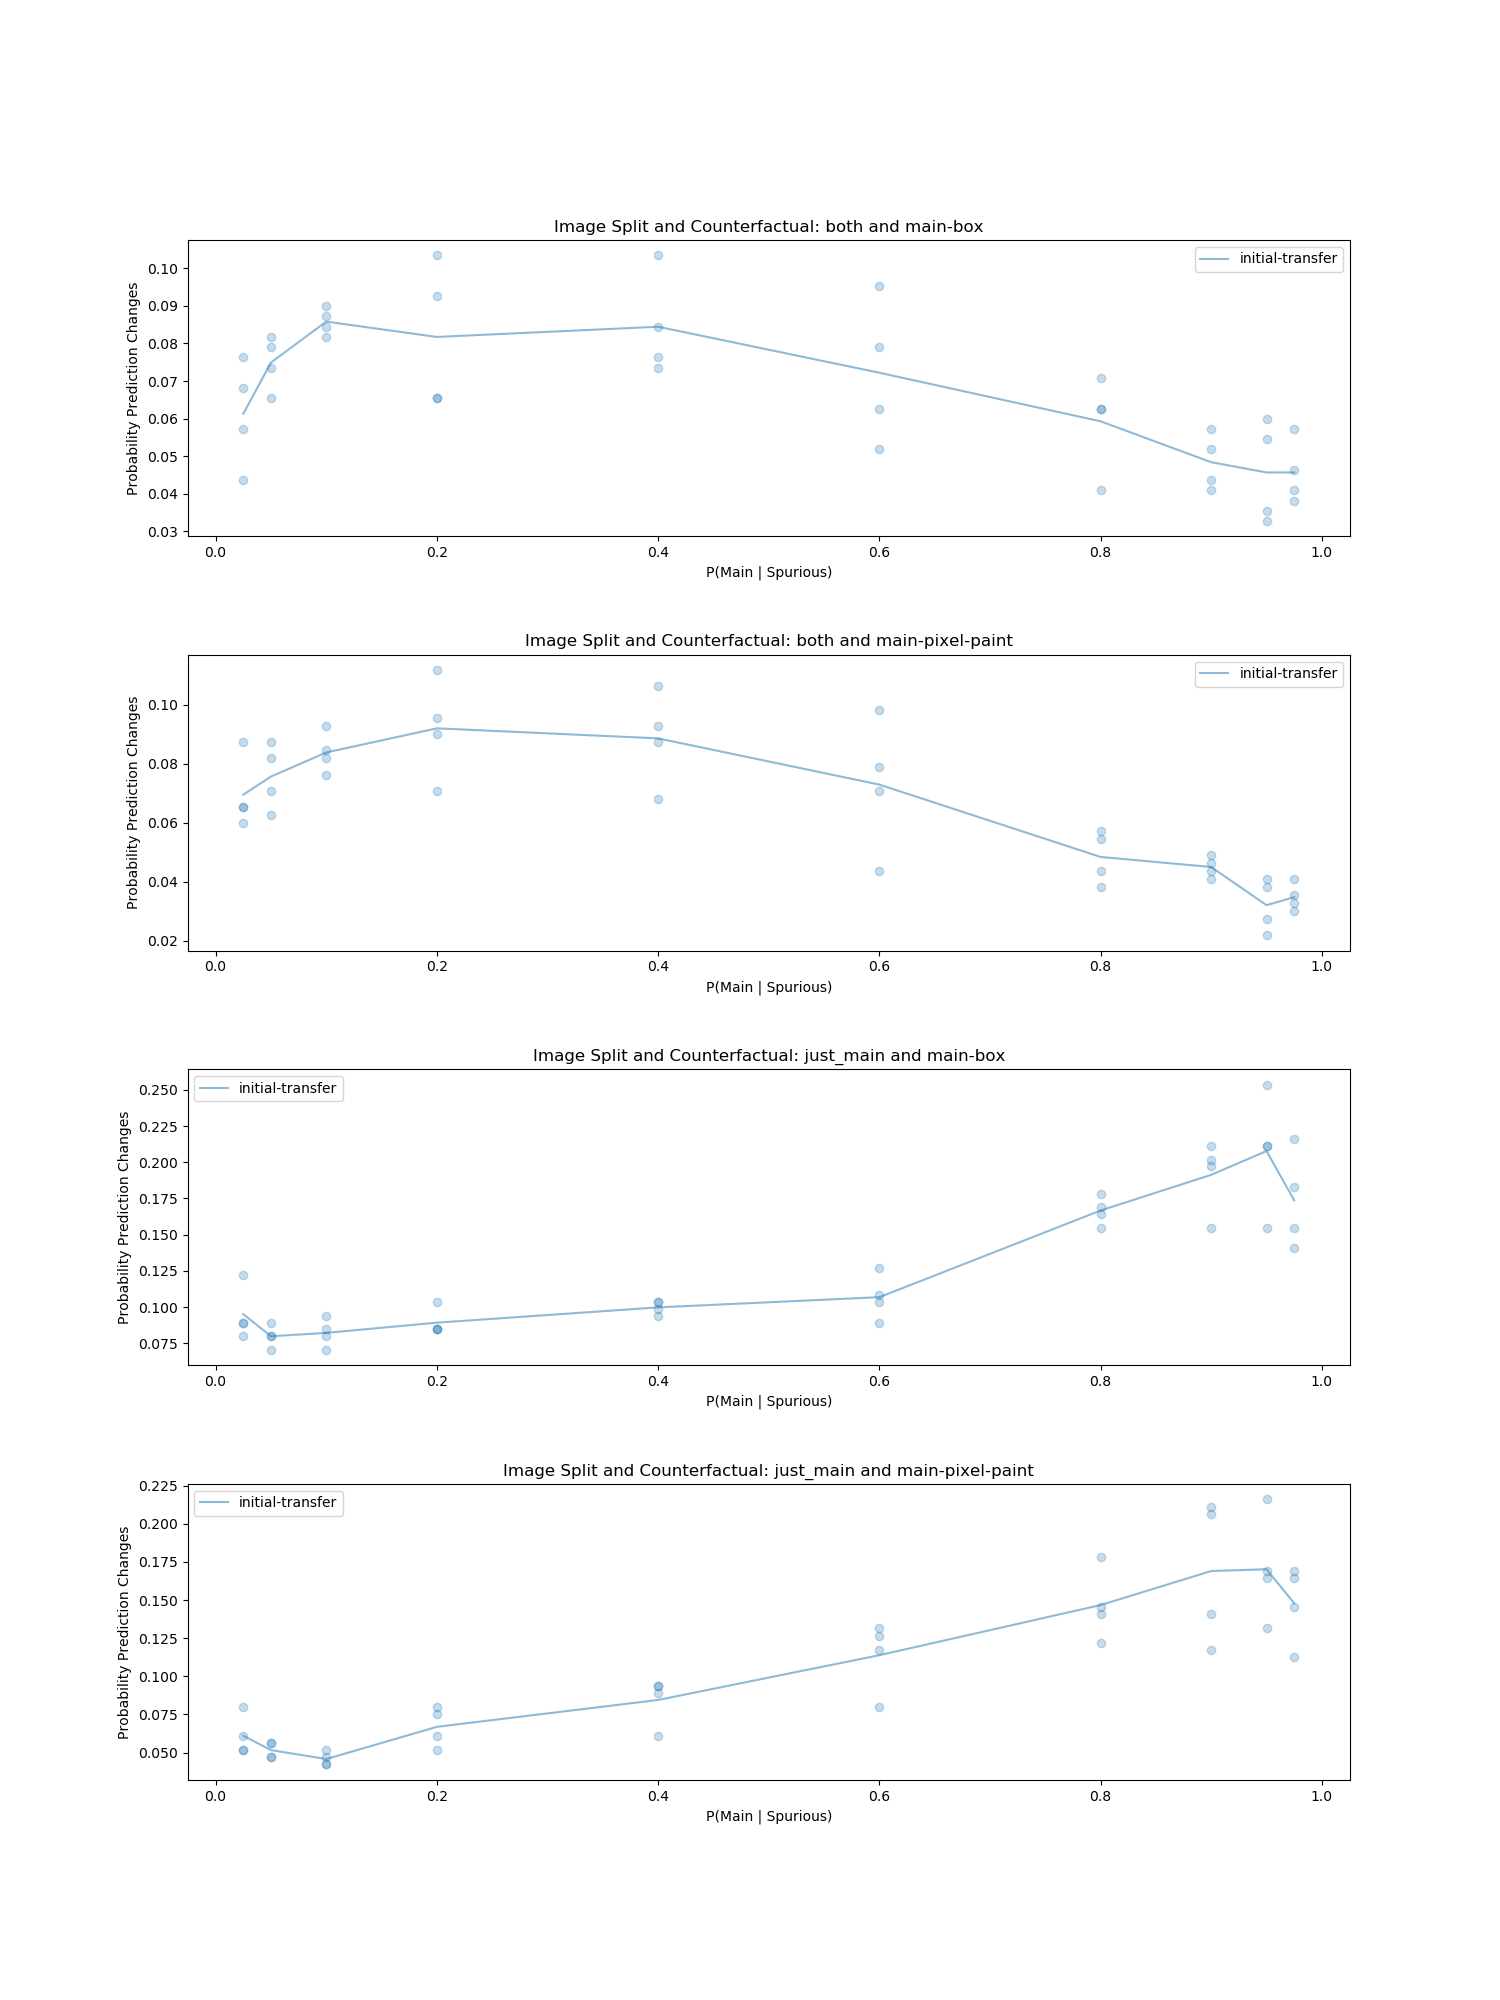 Image Split and Counterfactual: both and main-box
initial-transfer
Probability Prediction Changes
0.10
0.09
0.08
0.07
0.06
0.05
0.04
0.03
0.0 0.2 0.4 0.6 0.8 1.0
P(Main | Spurious)
Image Split and Counterfactual: both and main-pixel-paint
initial-transfer
Probability Prediction Changes
0.10
0.08
0.06
0.04
0.02
0.0 0.2 0.4 0.6 0.8 1.0
P(Main | Spurious)
Image Split and Counterfactual: just_main and main-box
initial-transfer
Probability Prediction Changes
0.250
0.225
0.200
0.175
0.150
0.125
0.100
0.075
0.0 0.2 0.4 0.6 0.8 1.0
P(Main | Spurious)
Image Split and Counterfactual: just_main and main-pixel-paint
initial-transfer
Probability Prediction Changes
0.225
0.200
0.175
0.150
0.125
0.100
0.075
0.050
0.0 0.2 0.4 0.6 0.8 1.0
P(Main | Spurious)